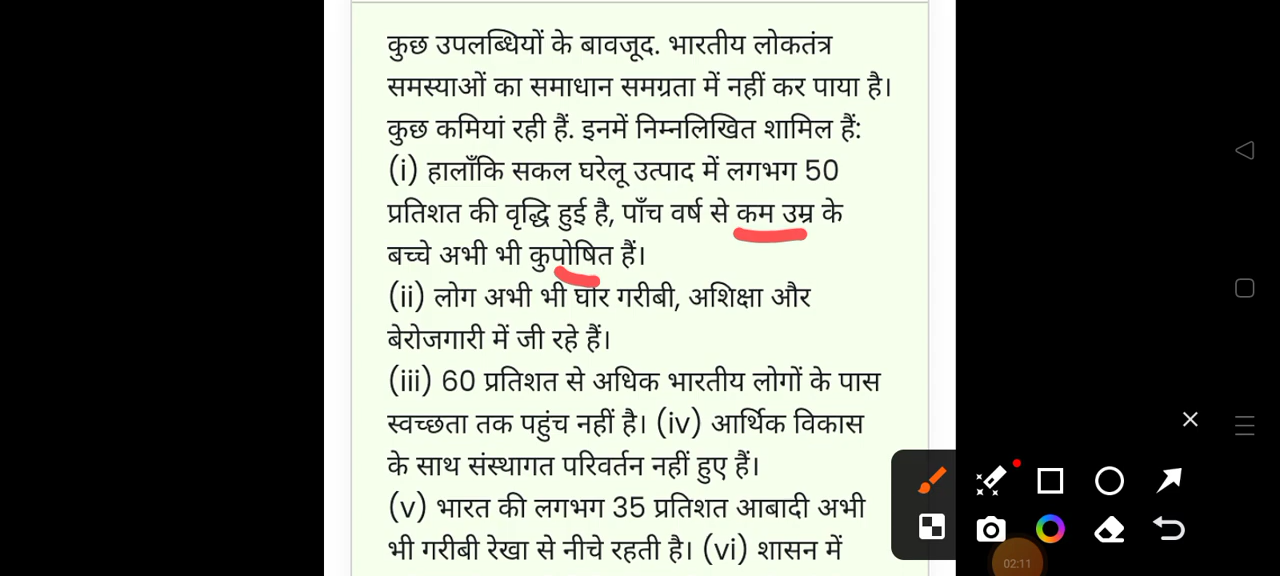 कुछ उपलब्धियों के बावजूद. भारतीय लोकतंत्र
समस्याओं का समाधान समग्रता में नहीं कर पाया है।
कुछ कमियां रही हैं. इनमें निम्नलिखित शामिल हैं:
(i) हालाँकि सकल घरेलू उत्पाद में लगभग 50
प्रतिशत की वृद्धि हुई है, पाँच वर्ष से कम उम्र के
बच्चे अभी भी कुपोषित हैं।
(ii) लोग अभी भी घोर गरीबी, अशिक्षा और
बेरोजगारी में जी रहे हैं।
(iii) 60 प्रतिशत से अधिक भारतीय लोगों के पास
स्वच्छता तक पहुंच नहीं है। (iv) आर्थिक विकास
के साथ संस्थागत परिवर्तन नहीं हुए हैं।
(v) भारत की लगभग 35 प्रतिशत आबादी अभी
भी गरीबी रेखा से नीचे रहती है। (vi) शासन में
02:11